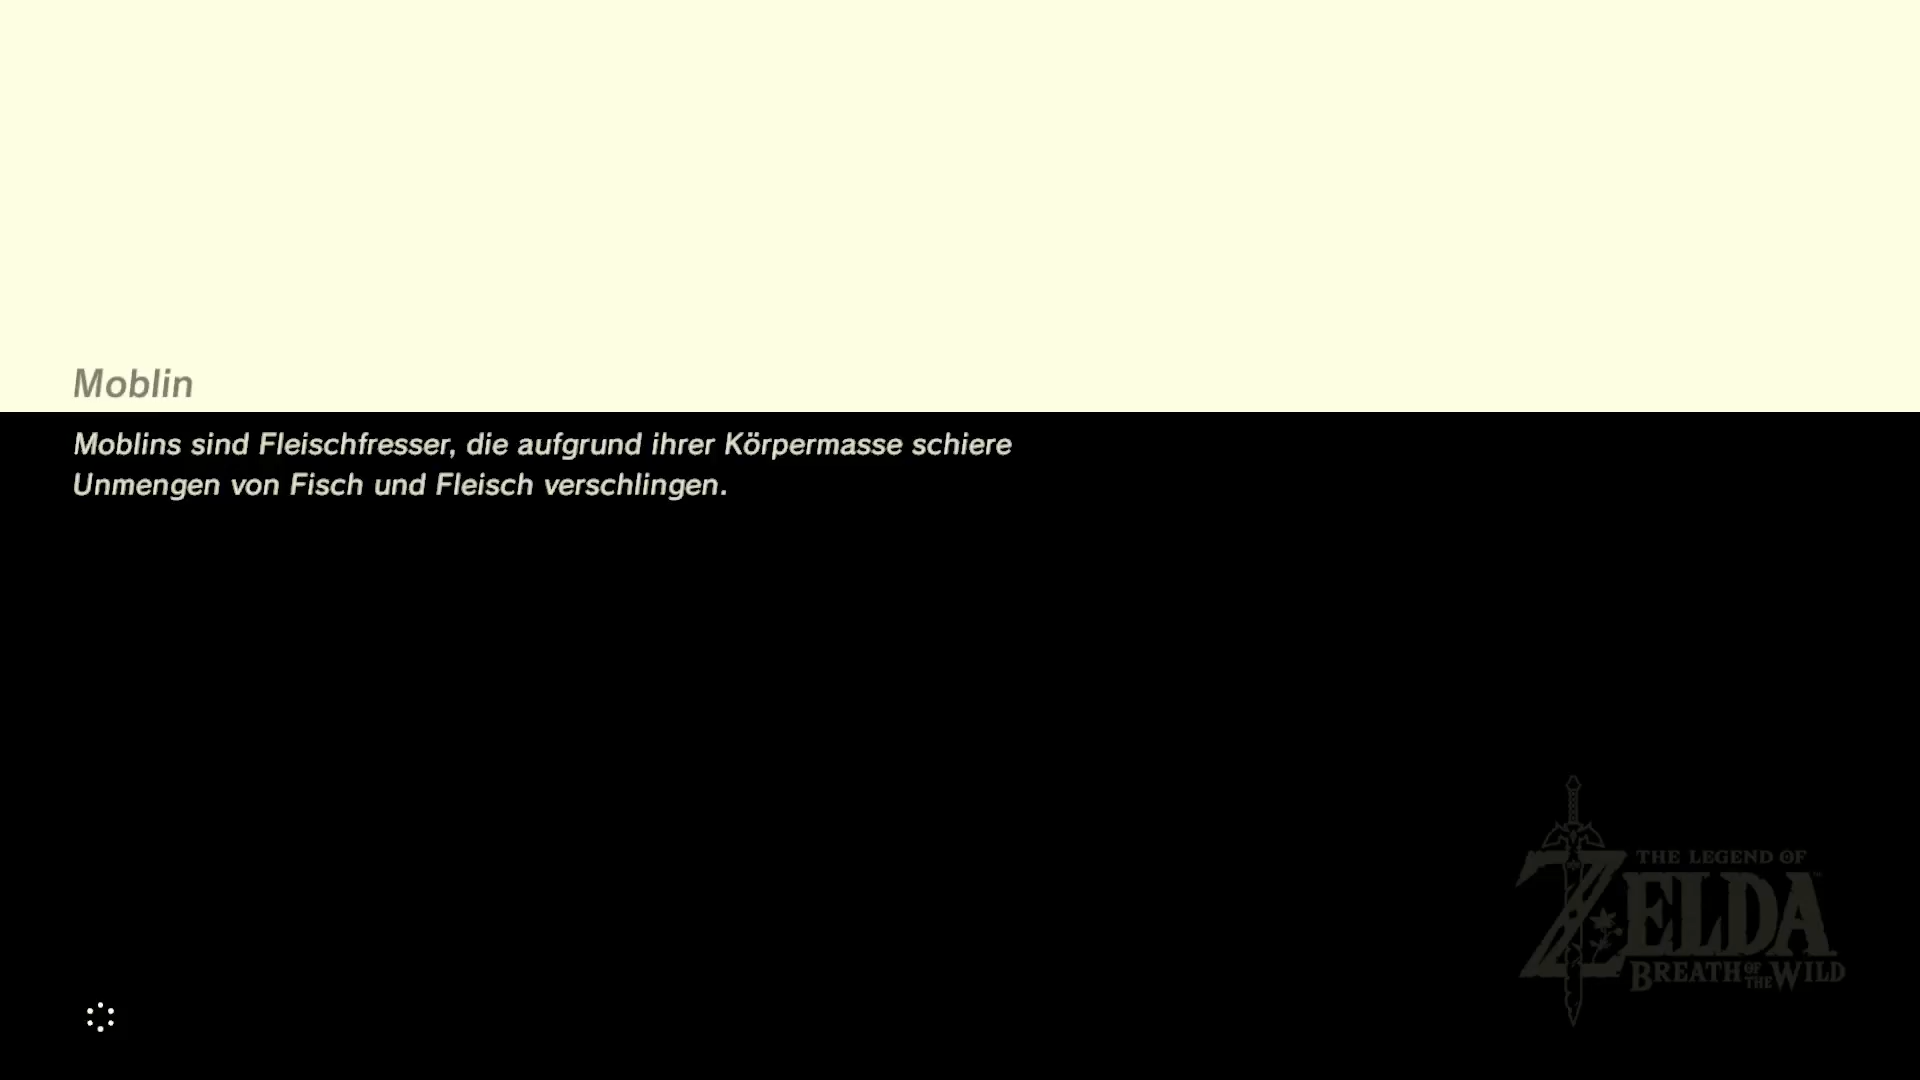 Moblin
Moblins sind Fleischfresser, die aufgrund ihrer Körpermasse schiere
Unmengen von Fisch und Fleisch verschlingen.
THE LEGEND OF
ZELDA
BREATH OF THE WILD